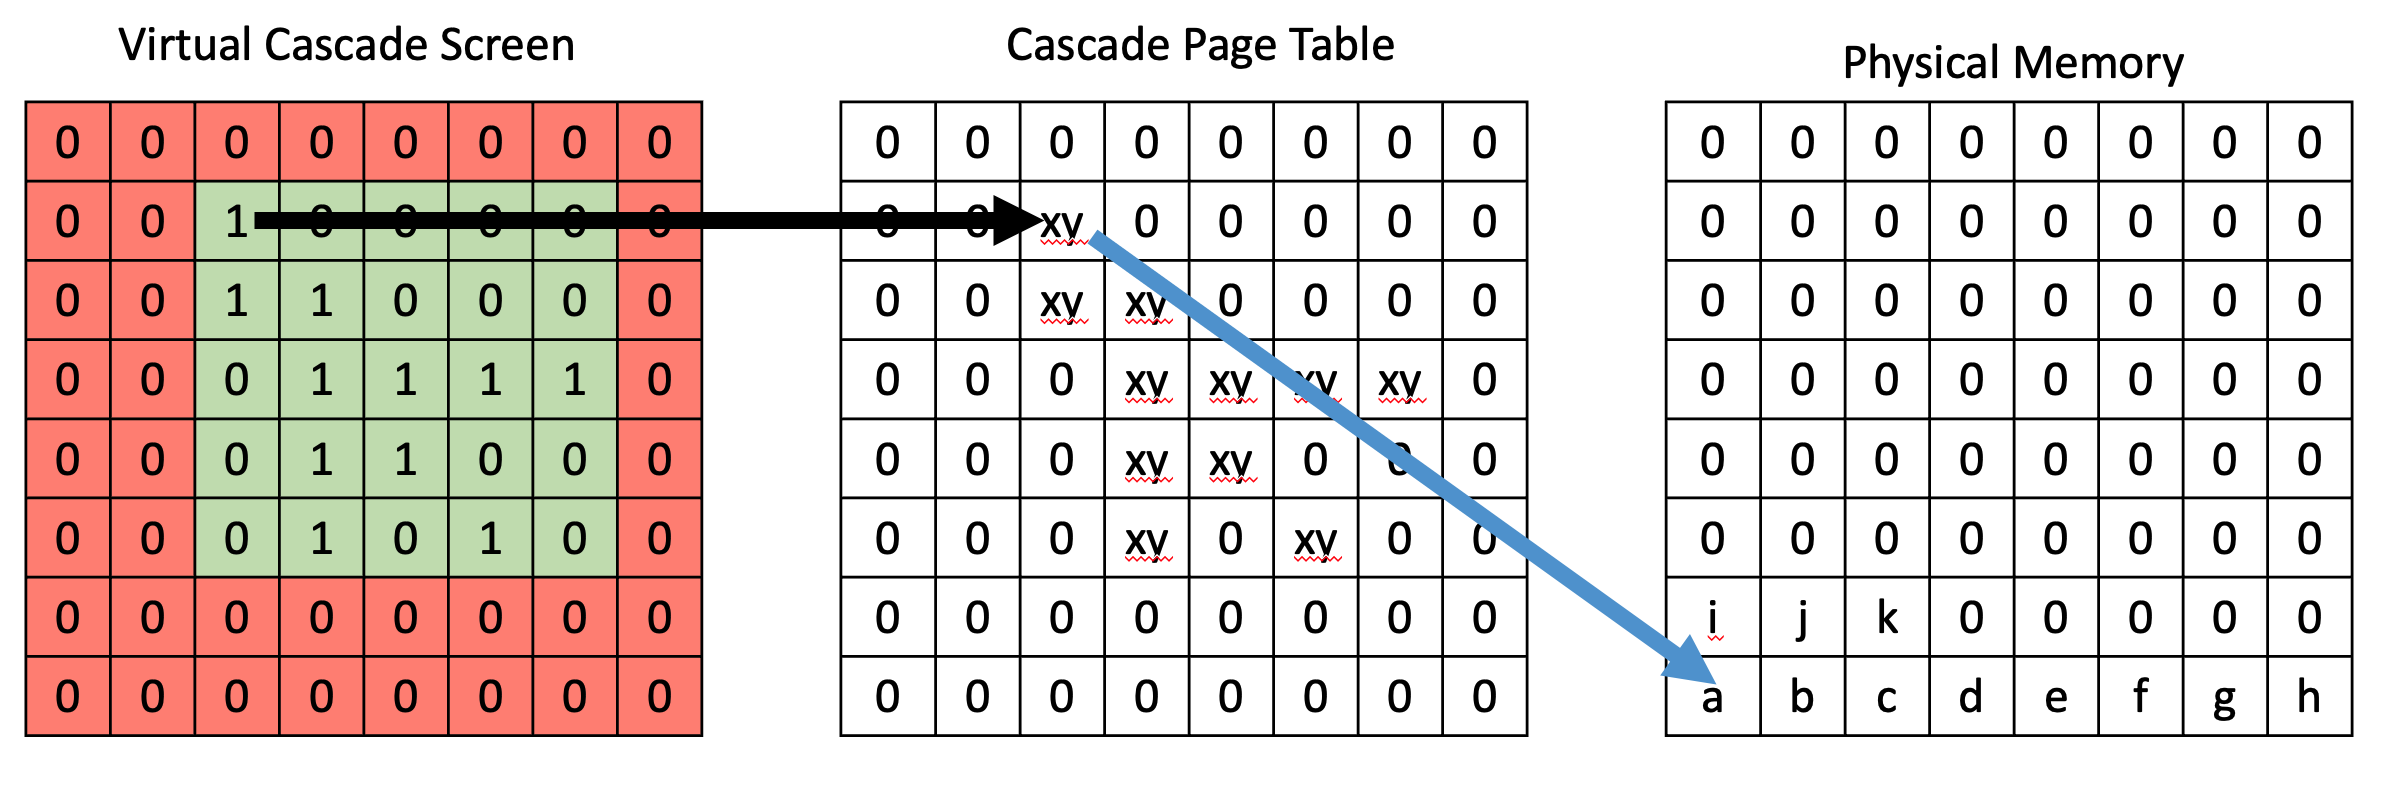 Virtual Cascade Screen
Cascade Page Table
Physical Memory
0 0 0 0 0 0 0 0
0 0 1 0 0 0 0 0
0 0 1 1 0 0 0 0
0 0 0 1 1 1 1 0
0 0 0 1 1 0 0 0
0 0 0 1 0 1 0 0
0 0 0 0 0 0 0 0
0 0 0 0 0 0 0 0
0 0 0 0 0 0 0 0
0 0 xy 0 0 0 0 0
0 0 xy xy 0 0 0 0
0 0 0 xy xy xy xy 0
0 0 0 xy xy 0 0 0
0 0 0 xy 0 xy 0 0
0 0 0 0 0 0 0 0
0 0 0 0 0 0 0 0
0 0 0 0 0 0 0 0
0 0 0 0 0 0 0 0
0 0 0 0 0 0 0 0
0 0 0 0 0 0 0 0
0 0 0 0 0 0 0 0
0 0 0 0 0 0 0 0
i j k 0 0 0 0 0
a b c d e f g h